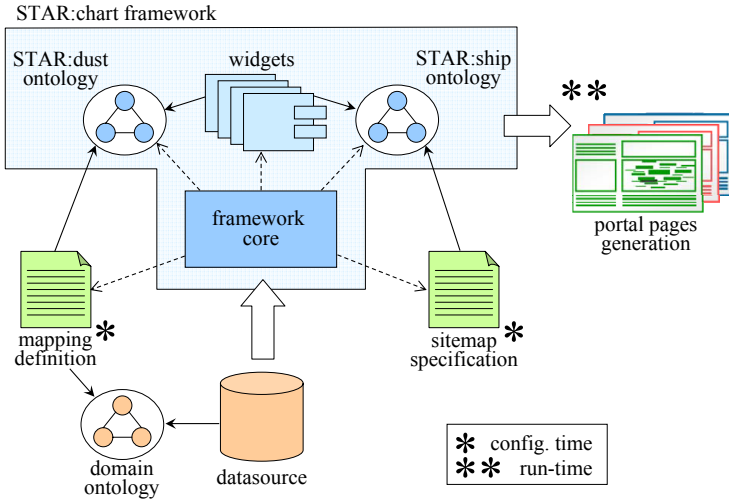 STAR:chart framework
STAR:dust
ontology
widgets
STAR:ship
ontology
**
framework
core
portal pages
generation
*
mapping
definition
*
sitemap
specification
domain
ontology
datasource
* config. time
** run-time